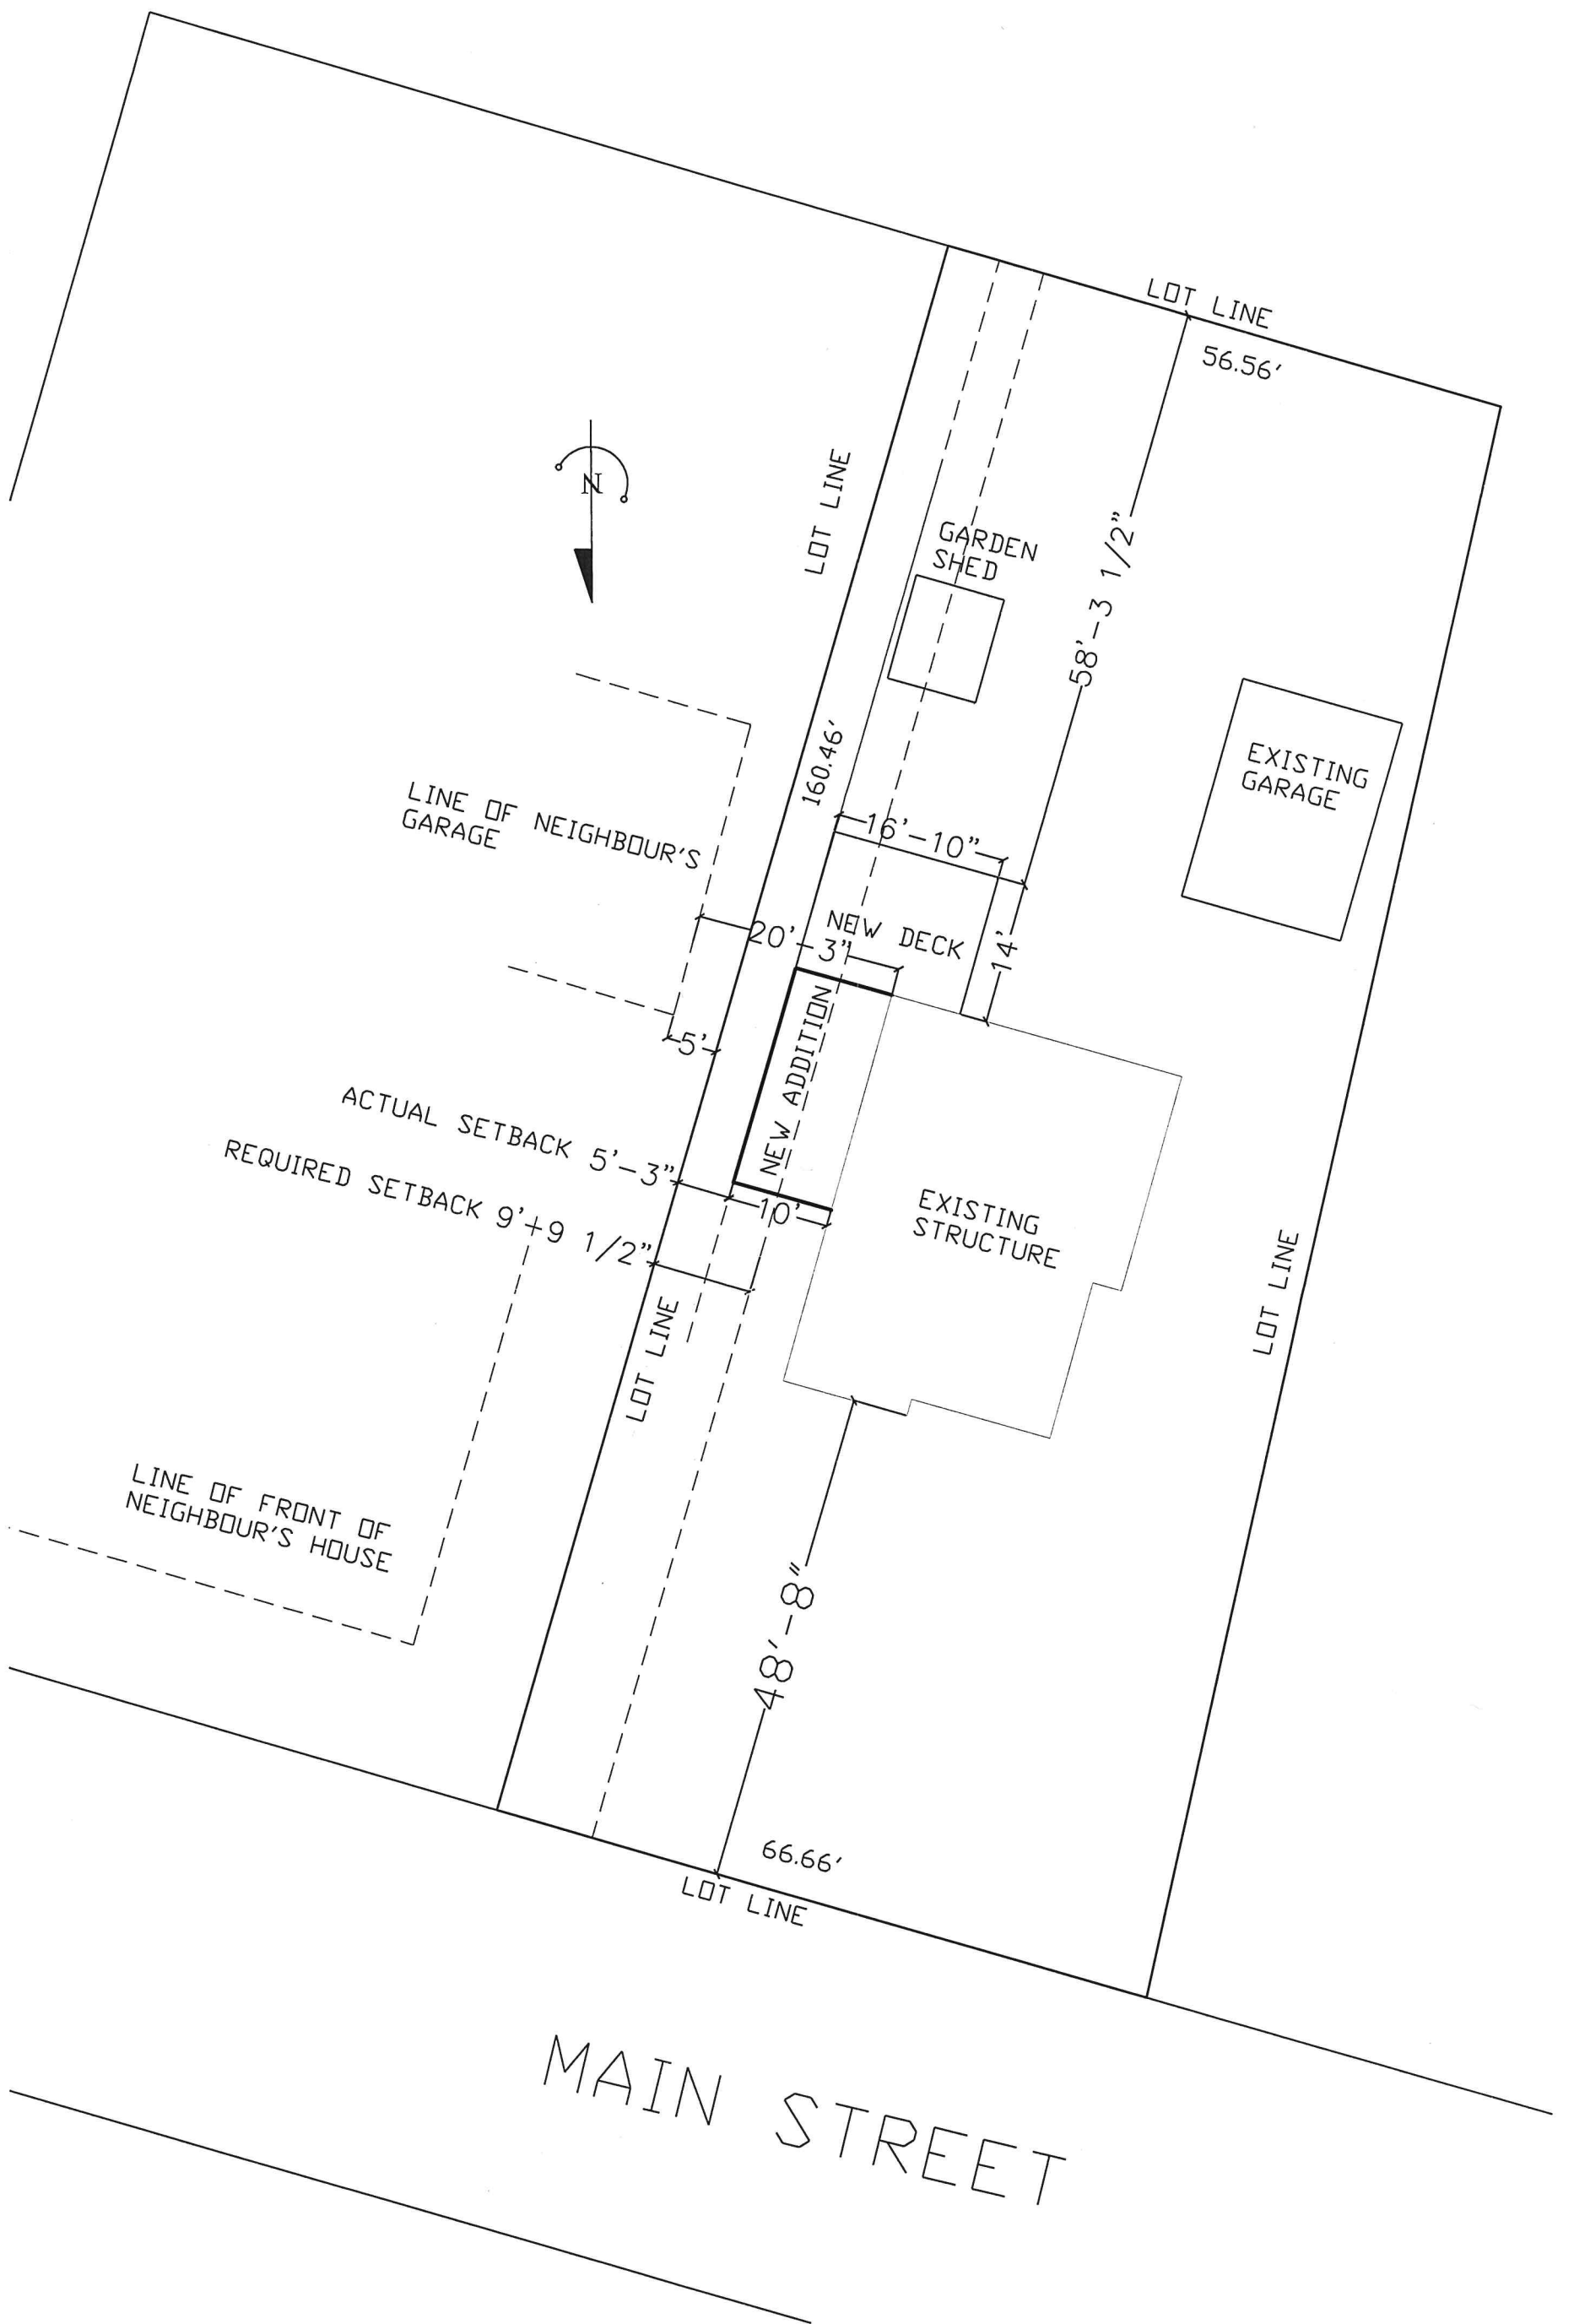 LOT LINE
56.56'
N
LOT LINE
GARDEN
SHED
58'-3 1/2"
160.46'
EXISTING
GARAGE
LINE OF NEIGHBOUR'S
GARAGE
16'-10"
NEW DECK
20'-3"
14'
NEW ADDITION
5'
ACTUAL SETBACK 5'-3"
REQUIRED SETBACK 9'+9 1/2"
10'
EXISTING
STRUCTURE
LOT LINE
LOT LINE
LINE OF FRONT OF
NEIGHBOUR'S HOUSE
48'-8"
66.66'
LOT LINE
MAIN STREET